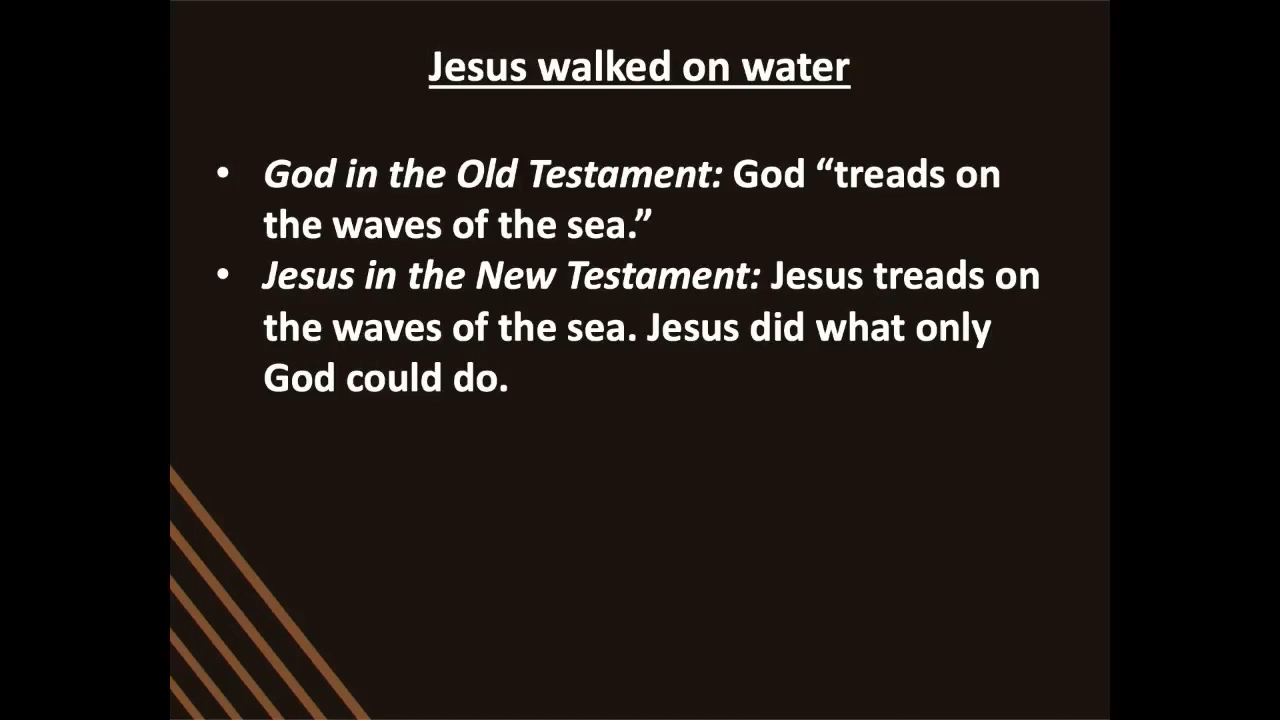 Jesus walked on water
• God in the Old Testament: God “treads on
the waves of the sea.”
• Jesus in the New Testament: Jesus treads on
the waves of the sea. Jesus did what only
God could do.